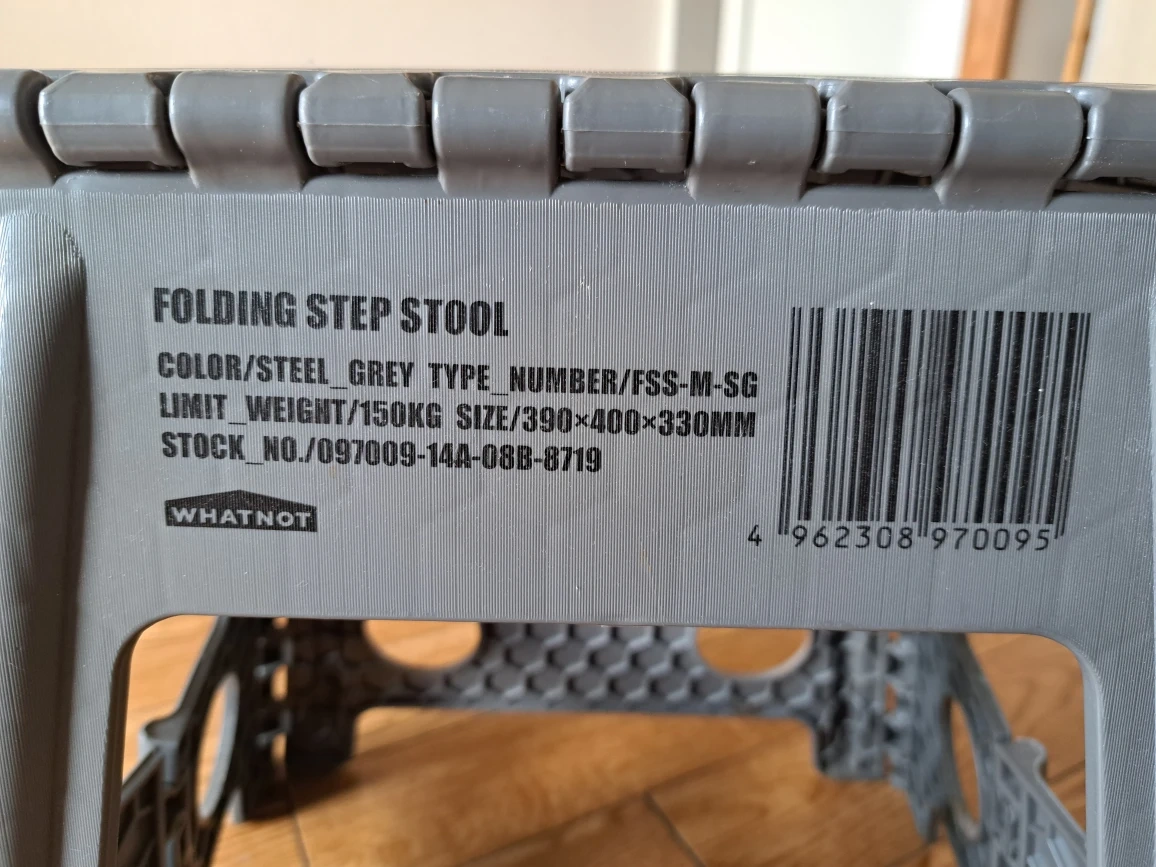 FOLDING STEP STOOL
COLOR/STEEL_GREY TYPE_NUMBER/FSS-M-SG
LIMIT_WEIGHT/150KG SIZE/390×400×330MM
STOCK_NO./097009-14A-08B-8719
WHATNOT
4 962308 970095